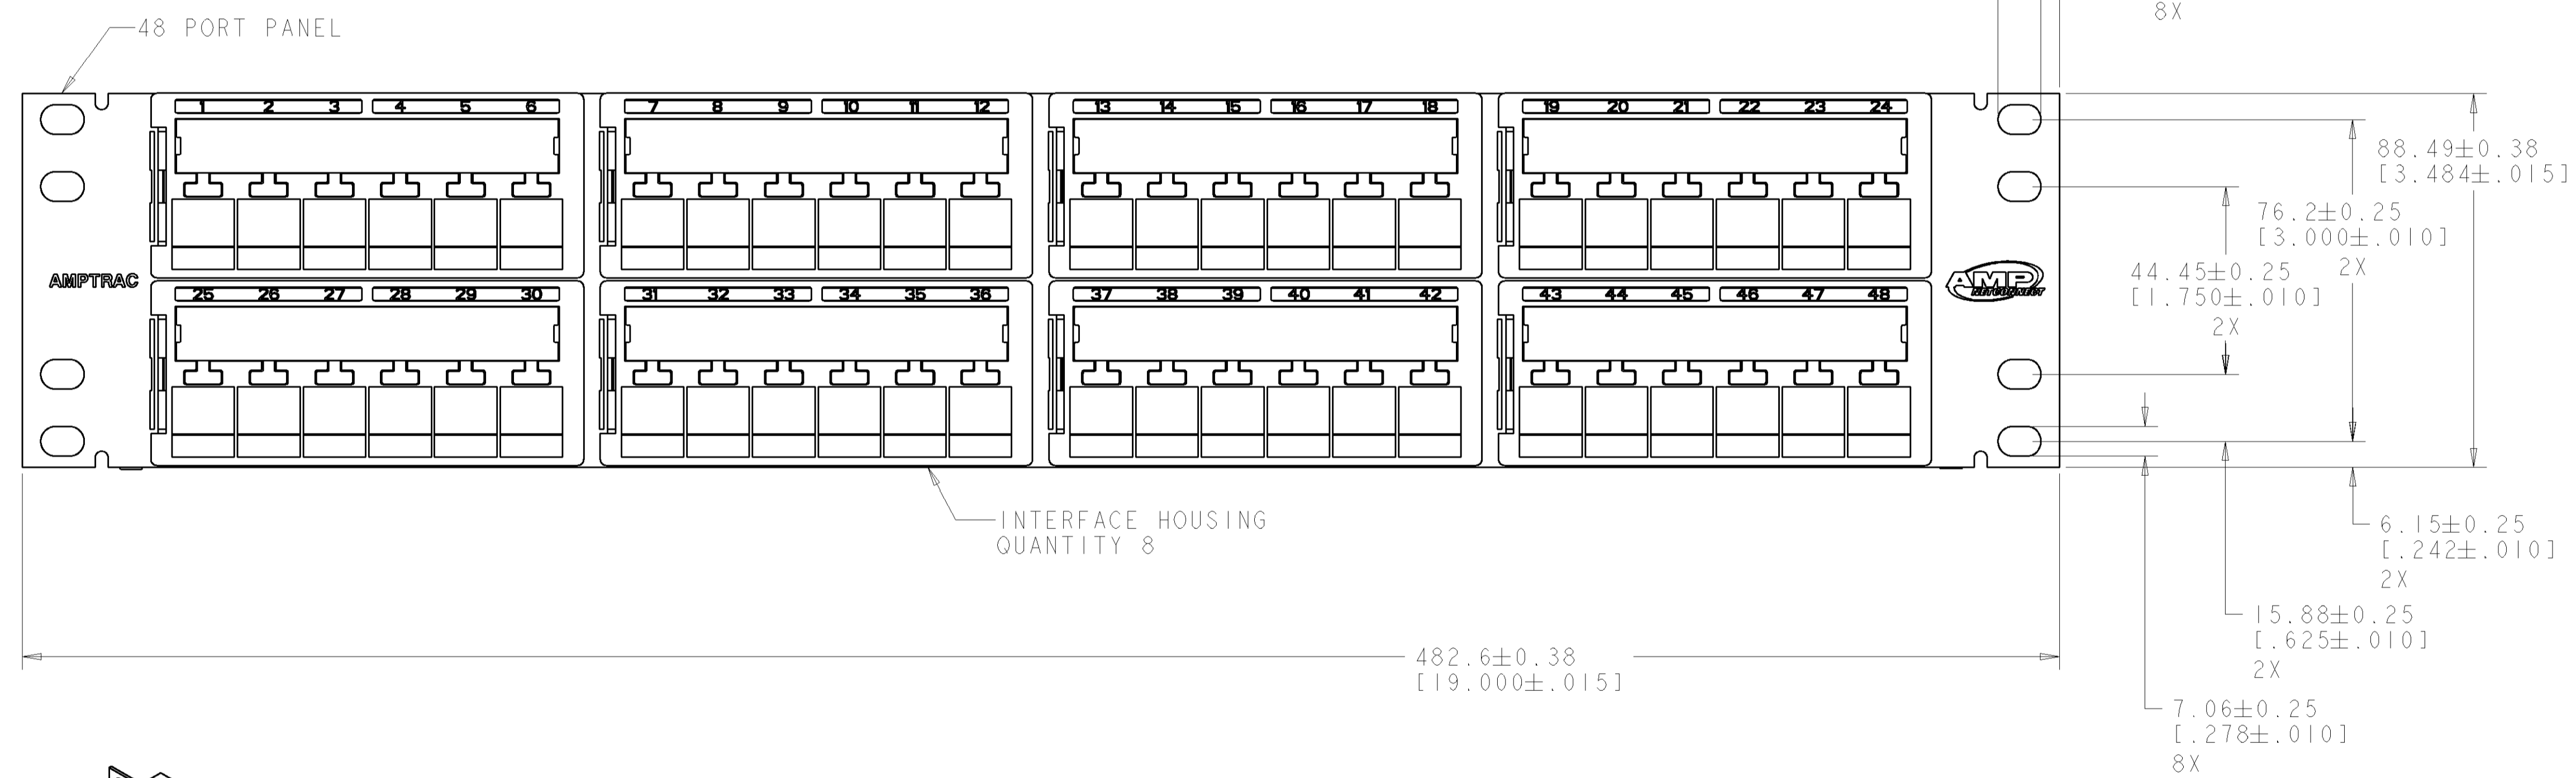 8X
48 PORT PANEL
1 2 3 4 5 6 7 8 9 10 11 12 13 14 15 16 17 18 19 20 21 22 23 24
88.49±0.38
[3.484±.015]
76.2±0.25
[3.000±.010]
2X
44.45±0.25
[1.750±.010]
2X
AMPTRAC
AMP
NETCONNECT
25 26 27 28 29 30 31 32 33 34 35 36 37 38 39 40 41 42 43 44 45 46 47 48
INTERFACE HOUSING
QUANTITY 8
6.15±0.25
[.242±.010]
2X
15.88±0.25
[.625±.010]
2X
482.6±0.38
[19.000±.015]
7.06±0.25
[.278±.010]
8X